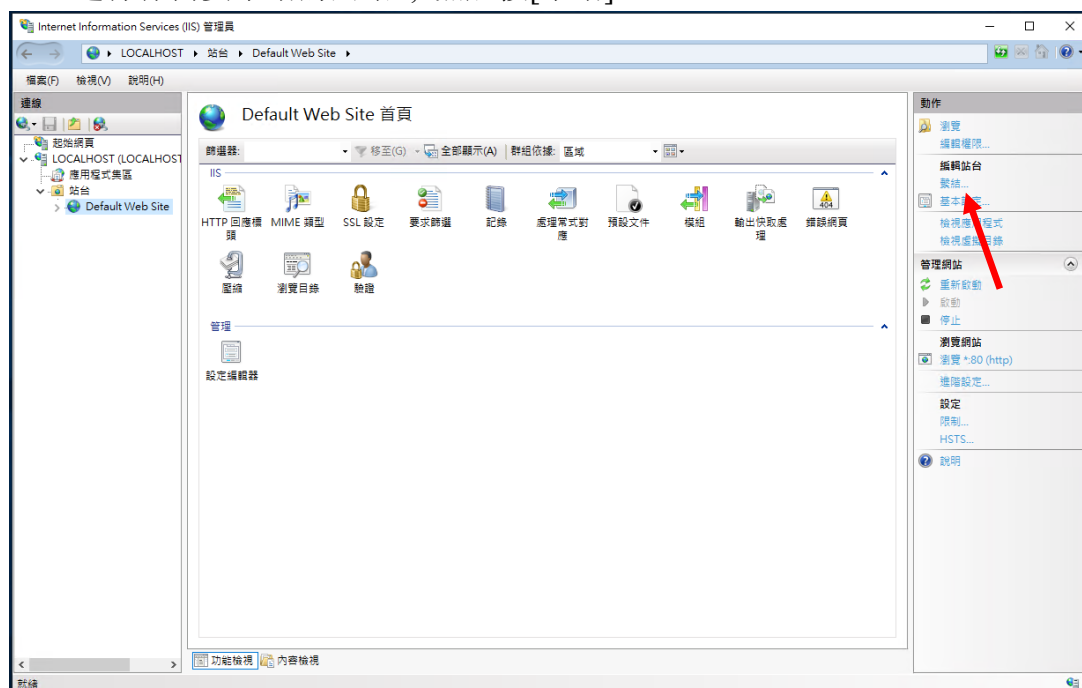 Internet Information Services (IIS) 管理員
LOCALHOST 站台 Default Web Site
檔案(F) 檢視(V) 說明(H)
連線
起始網頁
LOCALHOST (LOCALHOST
應用程式集區
站台
Default Web Site
Default Web Site 首頁
篩選器: 移至(G) 全部顯示(A) 群組依據: 區域
IIS
HTTP 回應標頭
MIME 類型
SSL 設定
要求篩選
記錄
處理常式對應
預設文件
模組
輸出快取處理
錯誤網頁
404
壓縮
瀏覽目錄
驗證
管理
設定編輯器
功能檢視 內容檢視
就緒
動作
瀏覽
編輯權限...
編輯站台
繫結...
基本
檢視應 程式
檢視虛擬目錄
管理網站
重新啟動
啟動
停止
瀏覽網站
瀏覽 *:80 (http)
進階設定...
設定
限制...
HSTS...
說明